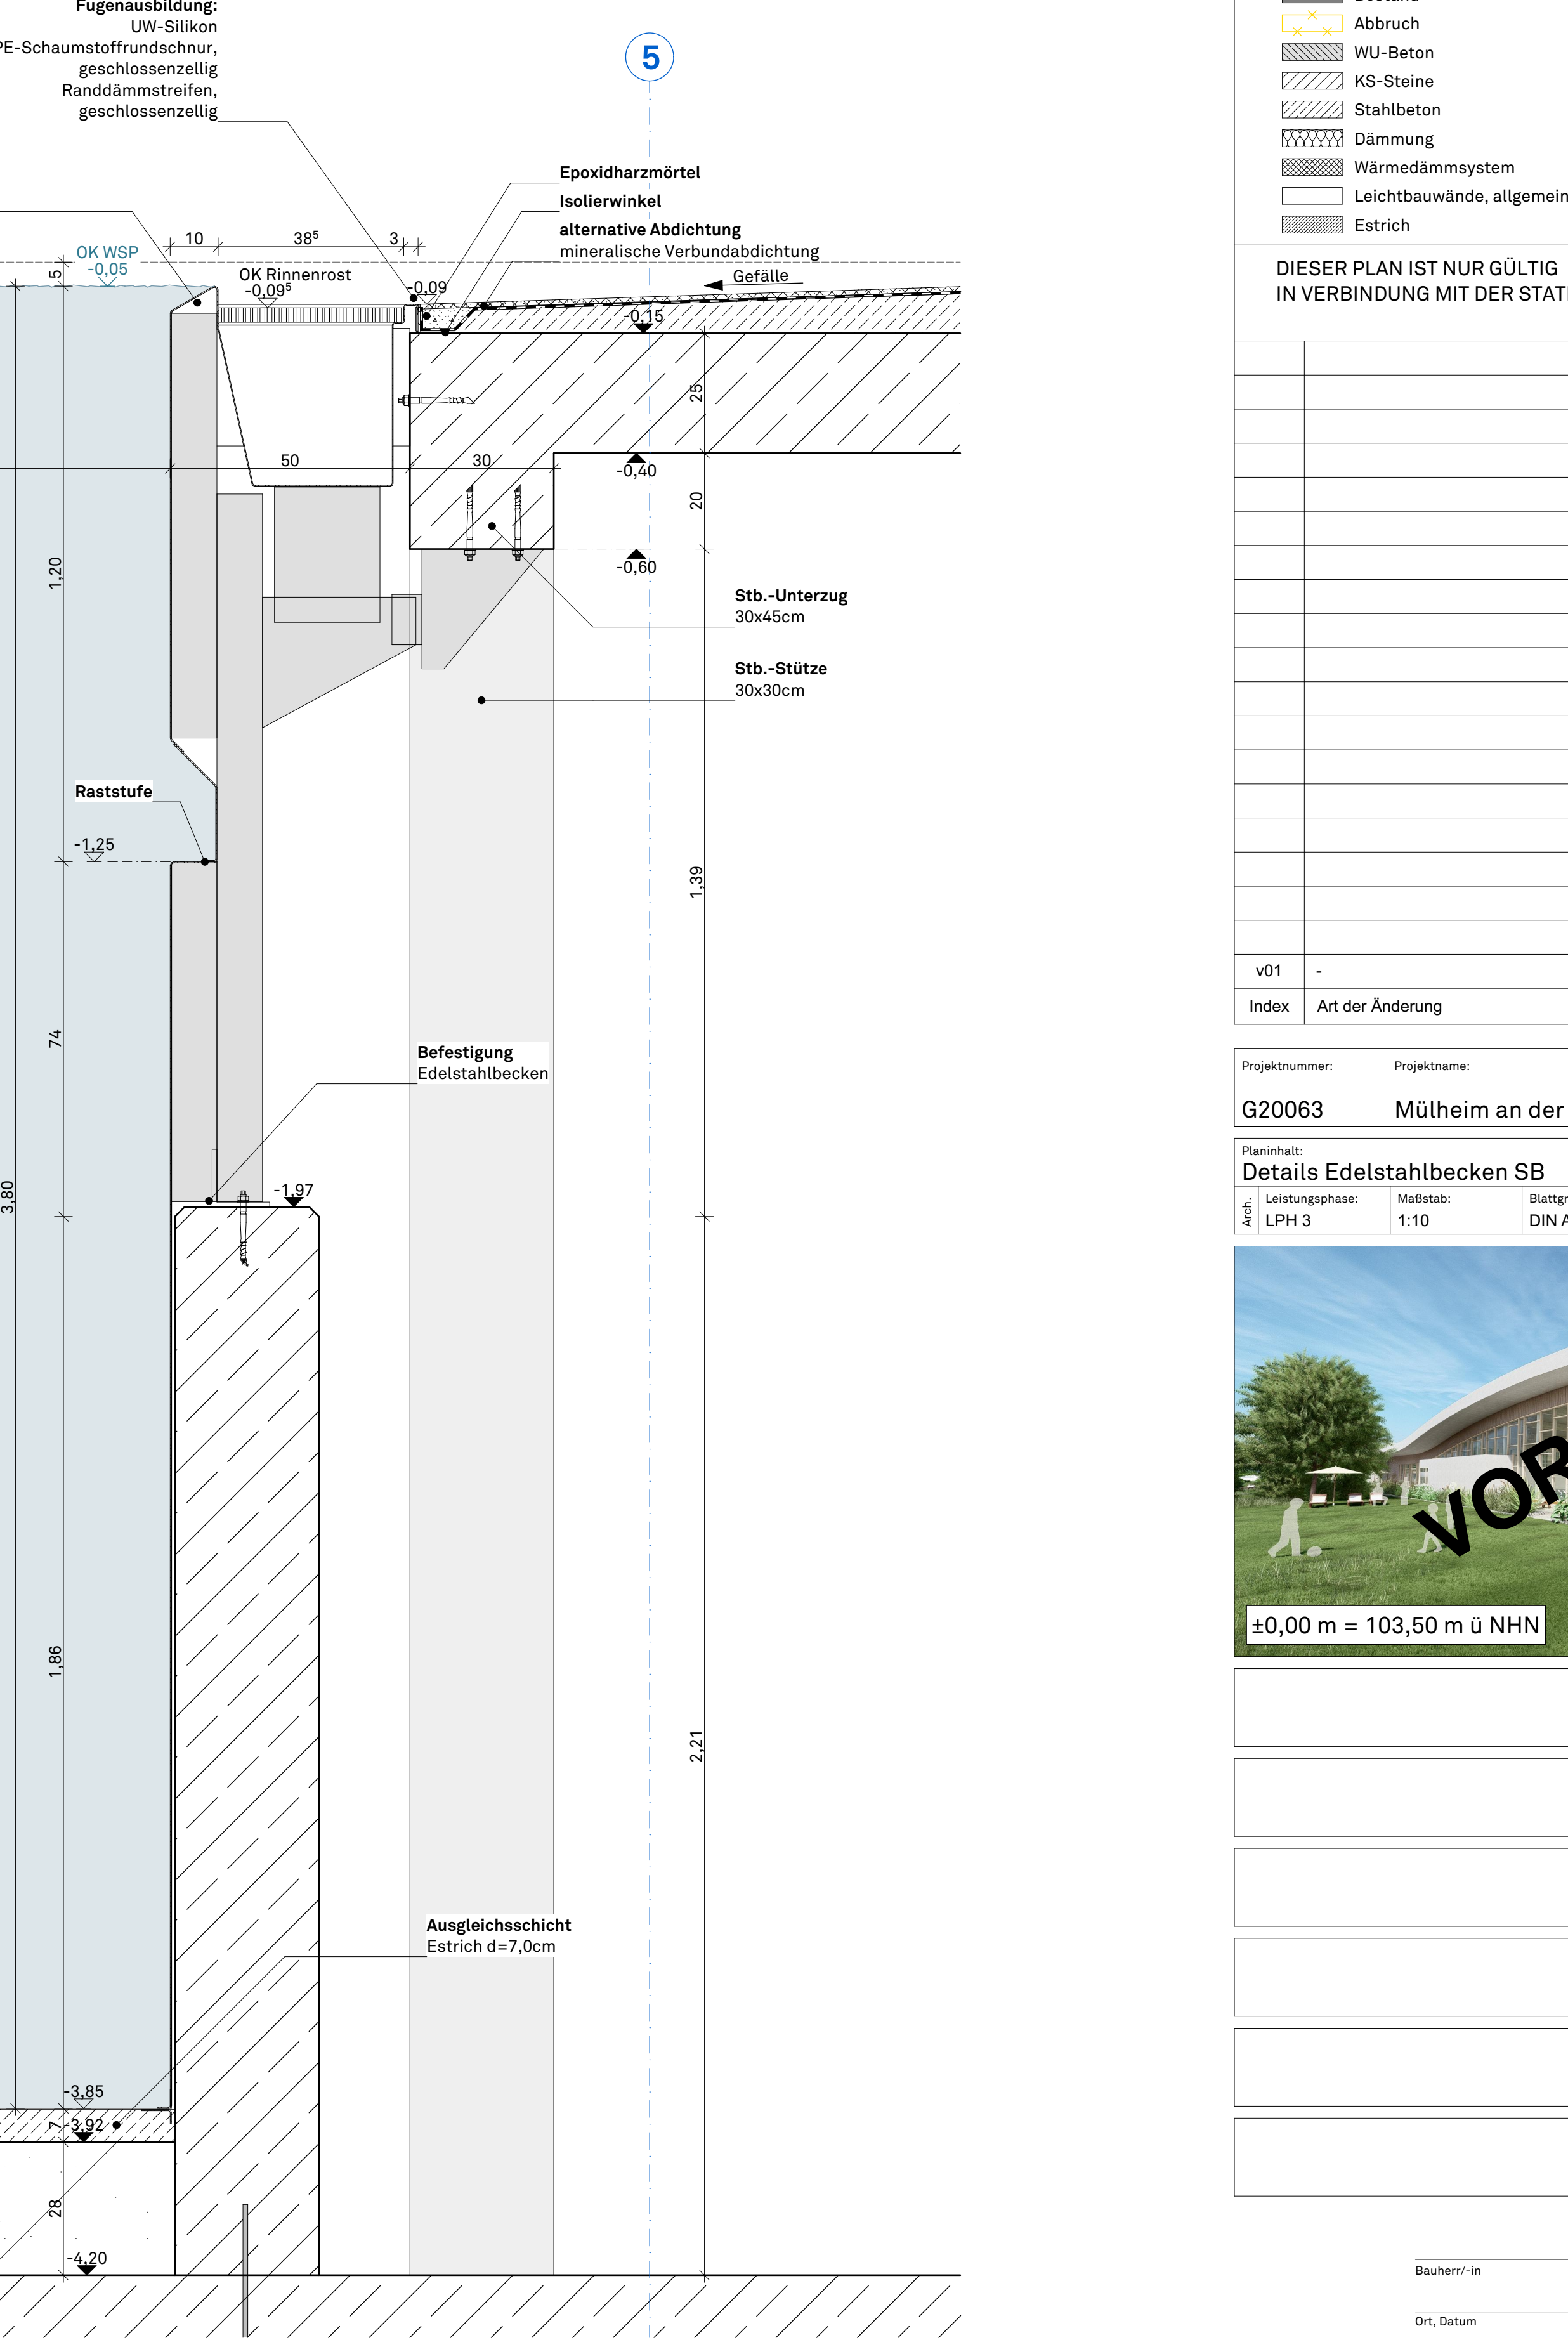 Fugenausbildung:
UW-Silikon
PE-Schaumstoffrundschnur,
geschlossenzellig
Randdämmstreifen,
geschlossenzellig
5
Epoxidharzmörtel
Isolierwinkel
alternative Abdichtung
mineralische Verbundabdichtung
Gefälle
10
38⁵
3
OK WSP
-0,05
5
OK Rinnenrost
-0,09⁵
-0,09
-0,15
25
50
30
-0,40
20
-0,60
1,20
Stb.-Unterzug
30x45cm
Stb.-Stütze
30x30cm
Raststufe
-1,25
1,39
74
Befestigung
Edelstahlbecken
3,80
-1,97
1,86
2,21
Ausgleichsschicht
Estrich d=7,0cm
-3,85
7
-3,92
28
-4,20
Abbruch
WU-Beton
KS-Steine
Stahlbeton
Dämmung
Wärmedämmsystem
Leichtbauwände, allgemein
Estrich
DIESER PLAN IST NUR GÜLTIG
IN VERBINDUNG MIT DER STATI
v01 -
Index Art der Änderung
Projektnummer: Projektname:
G20063 Mülheim an der
Planinhalt:
Details Edelstahlbecken SB
Arch.
Leistungsphase: Maßstab: Blattgr
LPH 3 1:10 DIN A
VOR
±0,00 m = 103,50 m ü NHN
Bauherr/-in
Ort, Datum